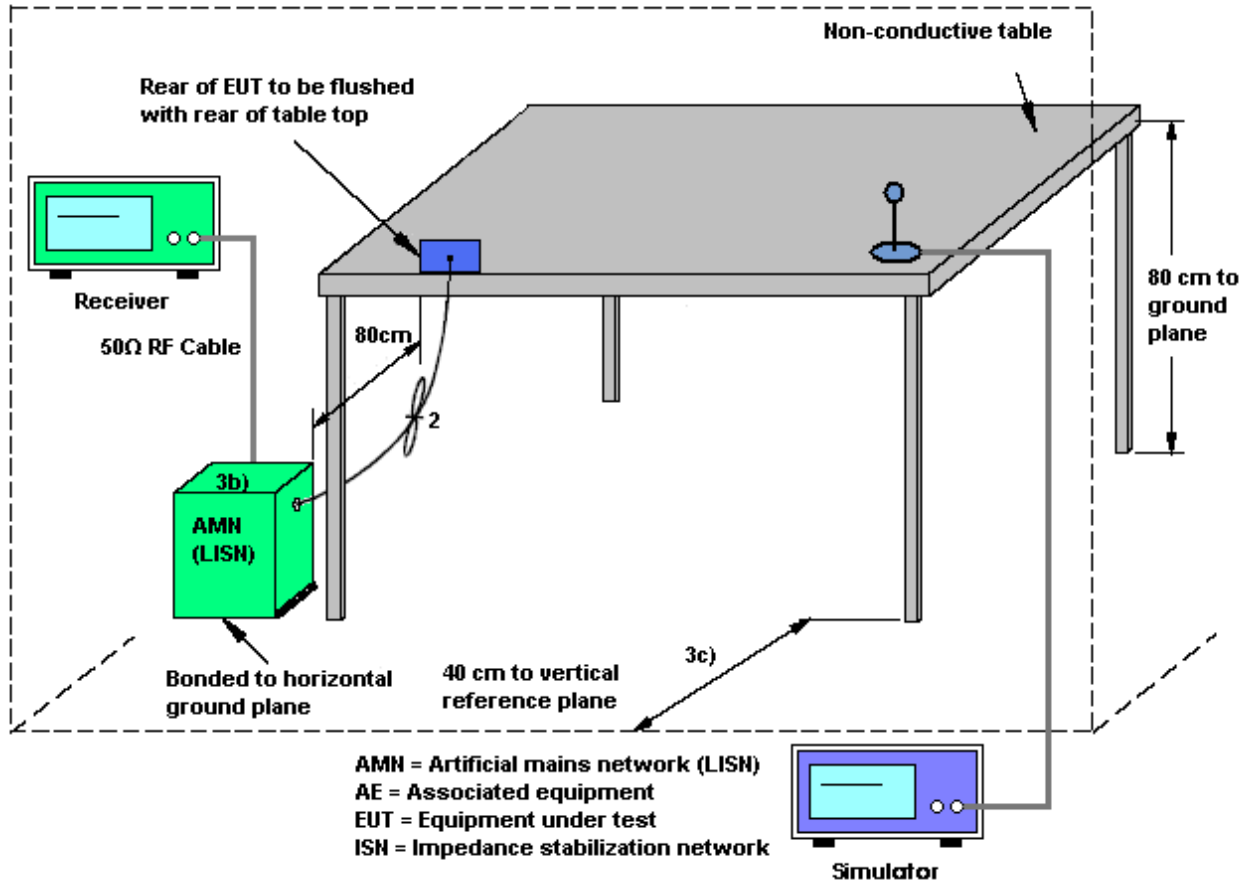 Non-conductive table
Rear of EUT to be flushed
with rear of table top
Receiver
50Ω RF Cable
80cm
2
80 cm to
ground
plane
3b)
AMN
(LISN)
Bonded to horizontal
ground plane
40 cm to vertical
reference plane
3c)
AMN = Artificial mains network (LISN)
AE = Associated equipment
EUT = Equipment under test
ISN = Impedance stabilization network
Simulator